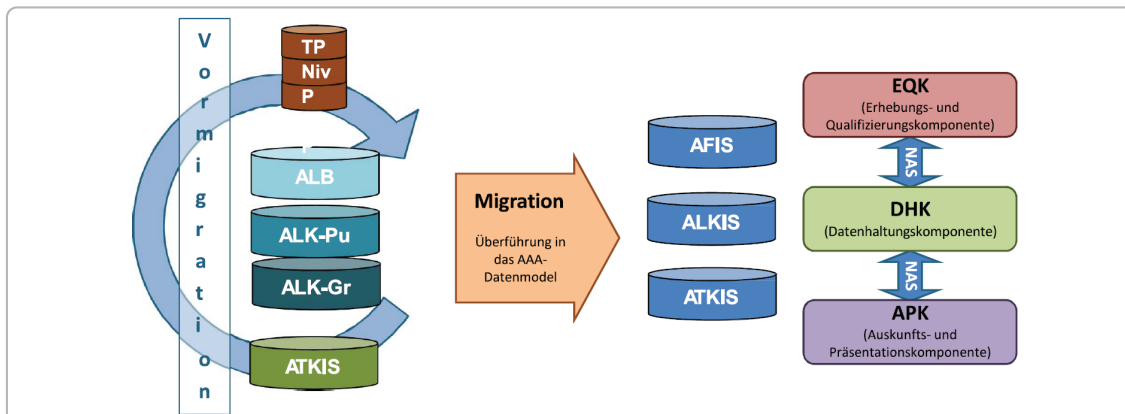 Vormigration
TP
Niv
P
F
ALB
ALK-Pu
ALK-Gr
ATKIS
Migration
Überführung in
das AAA-
Datenmodel
AFIS
ALKIS
ATKIS
EQK
(Erhebungs- und
Qualifizierungskomponente)
NAS
DHK
(Datenhaltungskomponente)
NAS
APK
(Auskunfts- und
Präsentationskomponente)